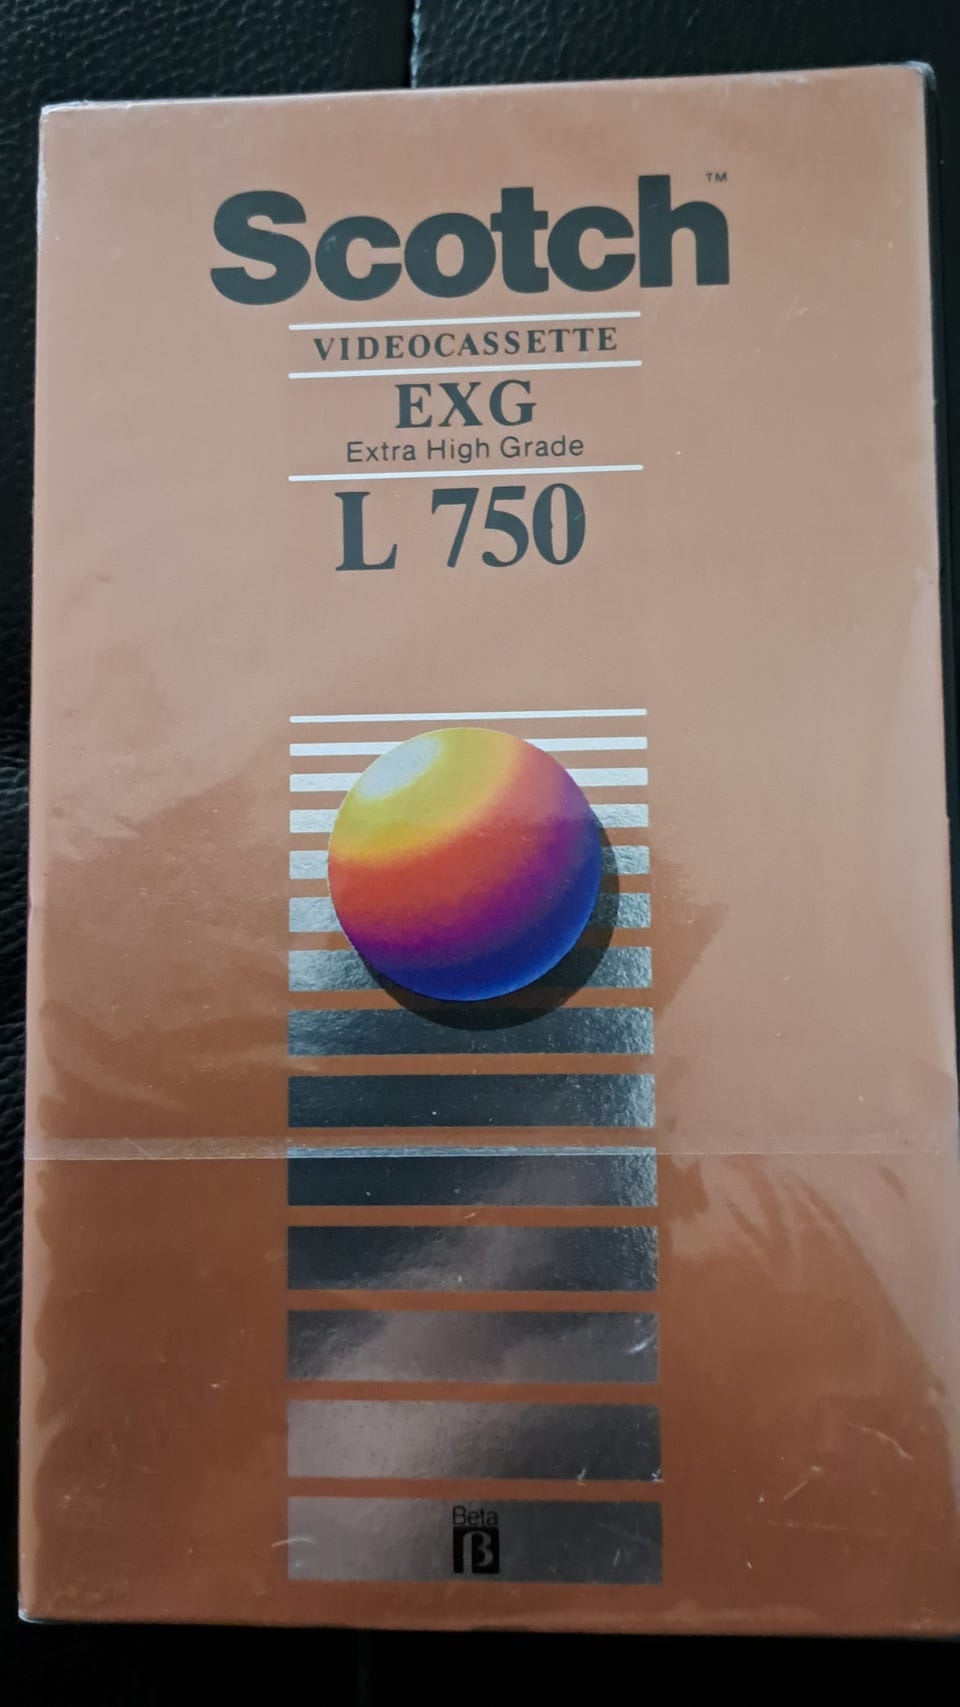 Scotch™
VIDEOCASSETTE
EXG
Extra High Grade
L 750
Beta
β